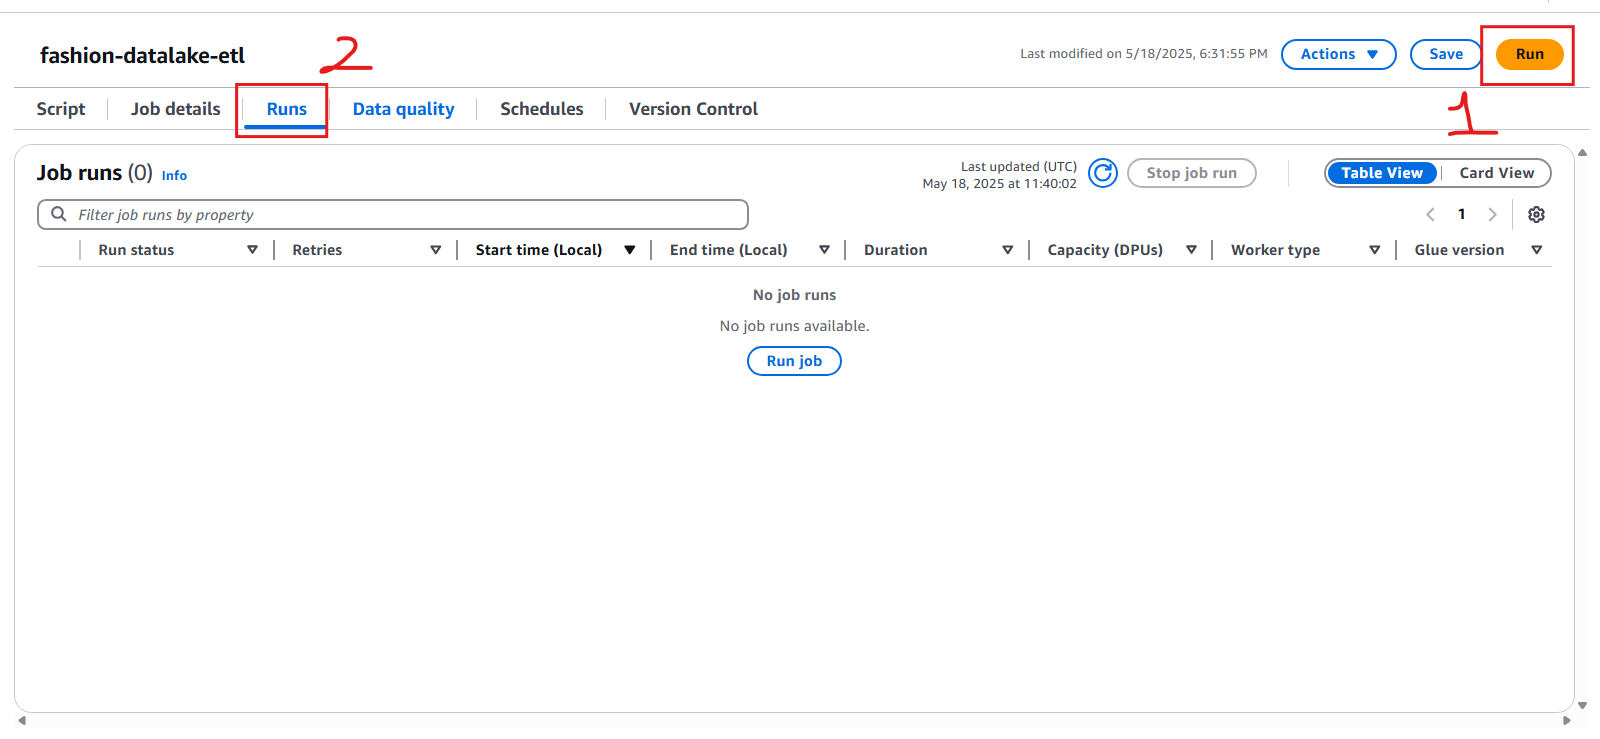 fashion-datalake-etl
2
Last modified on 5/18/2025, 6:31:55 PM
Actions
Save
Run
1
Script
Job details
Runs
Data quality
Schedules
Version Control
Job runs (0) Info
Last updated (UTC)
May 18, 2025 at 11:40:02
Stop job run
Table View
Card View
Filter job runs by property
1
Run status
Retries
Start time (Local)
End time (Local)
Duration
Capacity (DPUs)
Worker type
Glue version
No job runs
No job runs available.
Run job